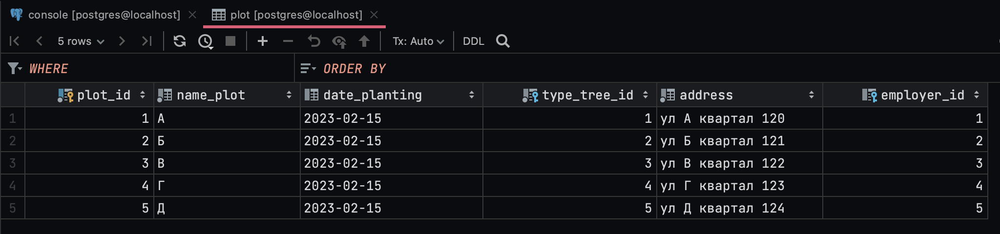 console [postgres@localhost] plot [postgres@localhost]
5 rows Tx: Auto DDL
WHERE ORDER BY
plot_id name_plot date_planting type_tree_id address employer_id
1 1 А 2023-02-15 1 ул А квартал 120 1
2 2 Б 2023-02-15 2 ул Б квартал 121 2
3 3 В 2023-02-15 3 ул В квартал 122 3
4 4 Г 2023-02-15 4 ул Г квартал 123 4
5 5 Д 2023-02-15 5 ул Д квартал 124 5